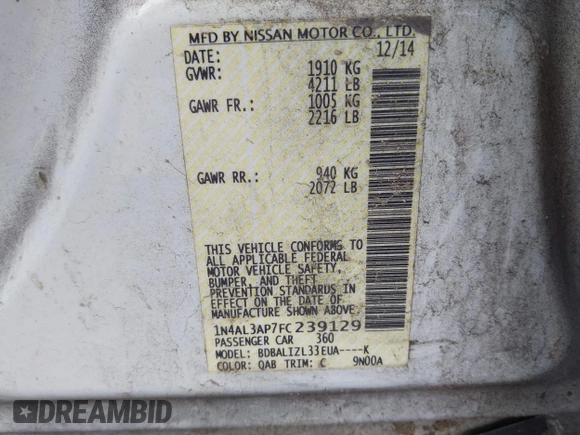 MFD BY NISSAN MOTOR CO., LTD.
DATE: 12/14
GVWR: 1910 KG
4211 LB
GAWR FR.: 1005 KG
2216 LB
GAWR RR.: 940 KG
2072 LB
THIS VEHICLE CONFORMS TO
ALL APPLICABLE FEDERAL
MOTOR VEHICLE SAFETY,
BUMPER, AND THEFT
PREVENTION STANDARDS IN
EFFECT ON THE DATE OF
MANUFACTURE SHOWN ABOVE.
1N4AL3AP7FC239129
PASSENGER CAR 360
MODEL: BDBALIZL33EUA----K
COLOR: QAB TRIM: C 9N00A
DREAMBID